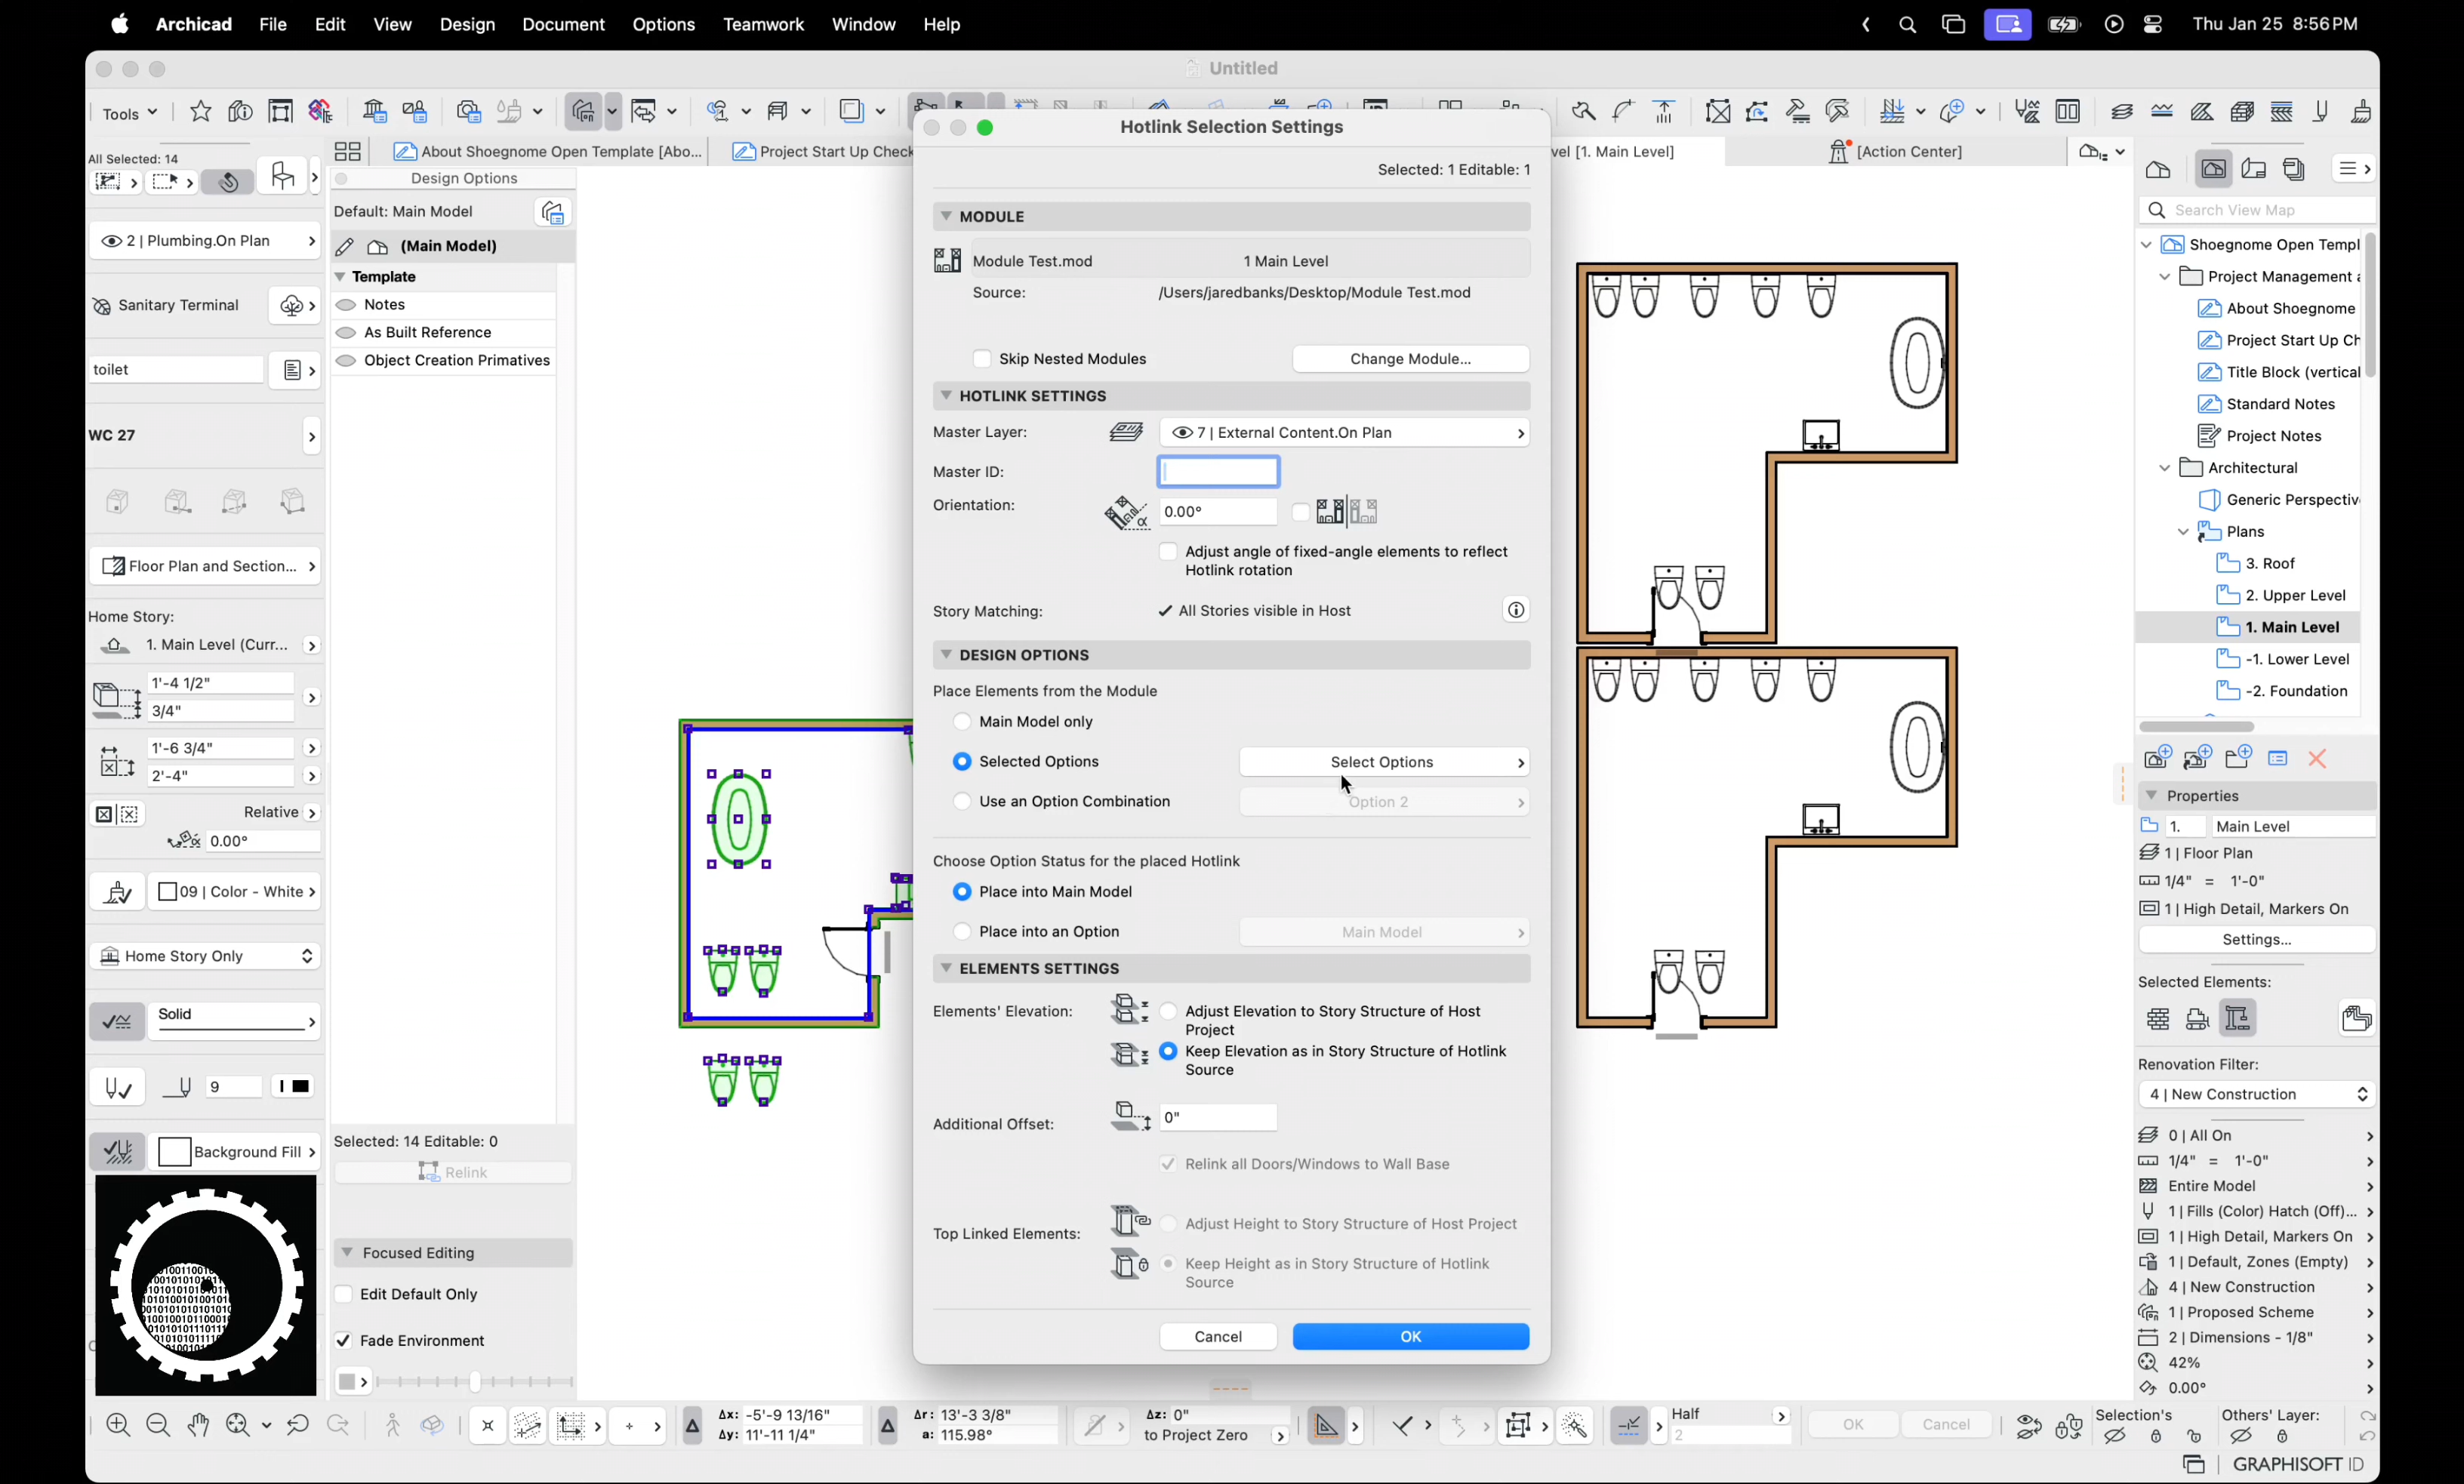 Archicad File Edit View Design Document Options Teamwork Window Help
Thu Jan 25 8:56 PM
Untitled
Tools
About Shoegnome Open Template [Abo...
Project Start Up Check
vel [1. Main Level]
[Action Center]
All Selected: 14
2 | Plumbing.On Plan
Sanitary Terminal
toilet
WC 27
Floor Plan and Section...
Home Story:
1. Main Level (Curr...
1'-4 1/2"
3/4"
1'-6 3/4"
2'-4"
Relative
0.00°
09 | Color - White
Home Story Only
Solid
9
Background Fill
Design Options
Default: Main Model
(Main Model)
Template
Notes
As Built Reference
Object Creation Primatives
Selected: 14 Editable: 0
Relink
Focused Editing
Edit Default Only
Fade Environment
Hotlink Selection Settings
Selected: 1 Editable: 1
MODULE
Module Test.mod 1 Main Level
Source: /Users/jaredbanks/Desktop/Module Test.mod
Skip Nested Modules
Change Module...
HOTLINK SETTINGS
Master Layer: 7 | External Content.On Plan
Master ID:
Orientation: 0.00°
Adjust angle of fixed-angle elements to reflect
Hotlink rotation
Story Matching: All Stories visible in Host
DESIGN OPTIONS
Place Elements from the Module
Main Model only
Selected Options
Select Options
Use an Option Combination
Option 2
Choose Option Status for the placed Hotlink
Place into Main Model
Place into an Option
Main Model
ELEMENTS SETTINGS
Elements' Elevation: Adjust Elevation to Story Structure of Host
Project
Keep Elevation as in Story Structure of Hotlink
Source
Additional Offset: 0"
Relink all Doors/Windows to Wall Base
Top Linked Elements: Adjust Height to Story Structure of Host Project
Keep Height as in Story Structure of Hotlink
Source
Cancel
OK
Search View Map
Shoegnome Open Templ
Project Management a
About Shoegnome
Project Start Up Ch
Title Block (vertical
Standard Notes
Project Notes
Architectural
Generic Perspectiv
Plans
3. Roof
2. Upper Level
1. Main Level
-1. Lower Level
-2. Foundation
Properties
1. Main Level
1 | Floor Plan
1/4" = 1'-0"
1 | High Detail, Markers On
Settings...
Selected Elements:
Renovation Filter:
4 | New Construction
0 | All On
1/4" = 1'-0"
Entire Model
1 | Fills (Color) Hatch (Off)...
1 | High Detail, Markers On
1 | Default, Zones (Empty)
4 | New Construction
1 | Proposed Scheme
2 | Dimensions - 1/8"
42%
0.00°
Δx: -5'-9 13/16"
Δy: 11'-11 1/4"
Δr: 13'-3 3/8"
a: 115.98°
Δz: 0"
to Project Zero
Half
2
OK
Cancel
Selection's
Others' Layer:
GRAPHISOFT ID